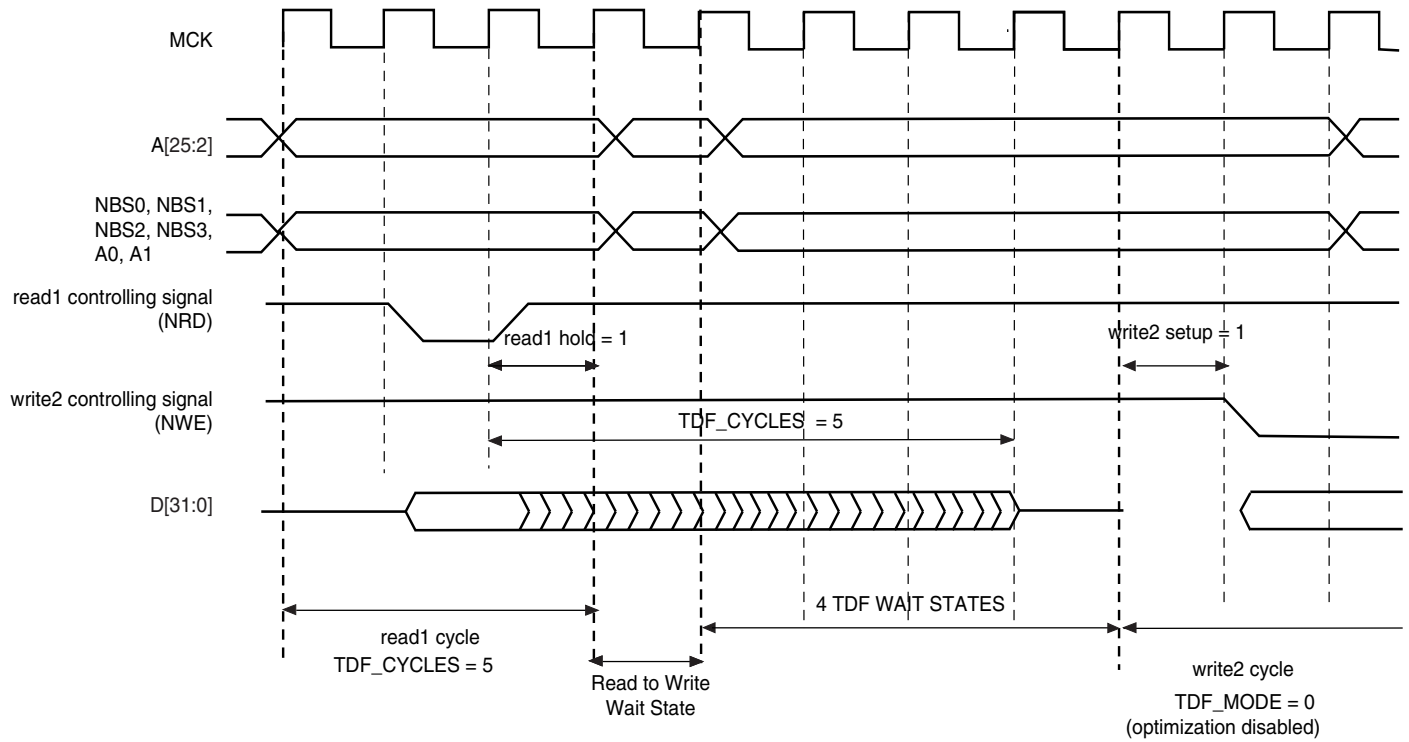 MCK
A[25:2]
NBS0, NBS1,
NBS2, NBS3,
A0, A1
read1 controlling signal
(NRD)
read1 hold = 1
write2 setup = 1
write2 controlling signal
(NWE)
TDF_CYCLES = 5
D[31:0]
4 TDF WAIT STATES
read1 cycle
TDF_CYCLES = 5
Read to Write
Wait State
write2 cycle
TDF_MODE = 0
(optimization disabled)